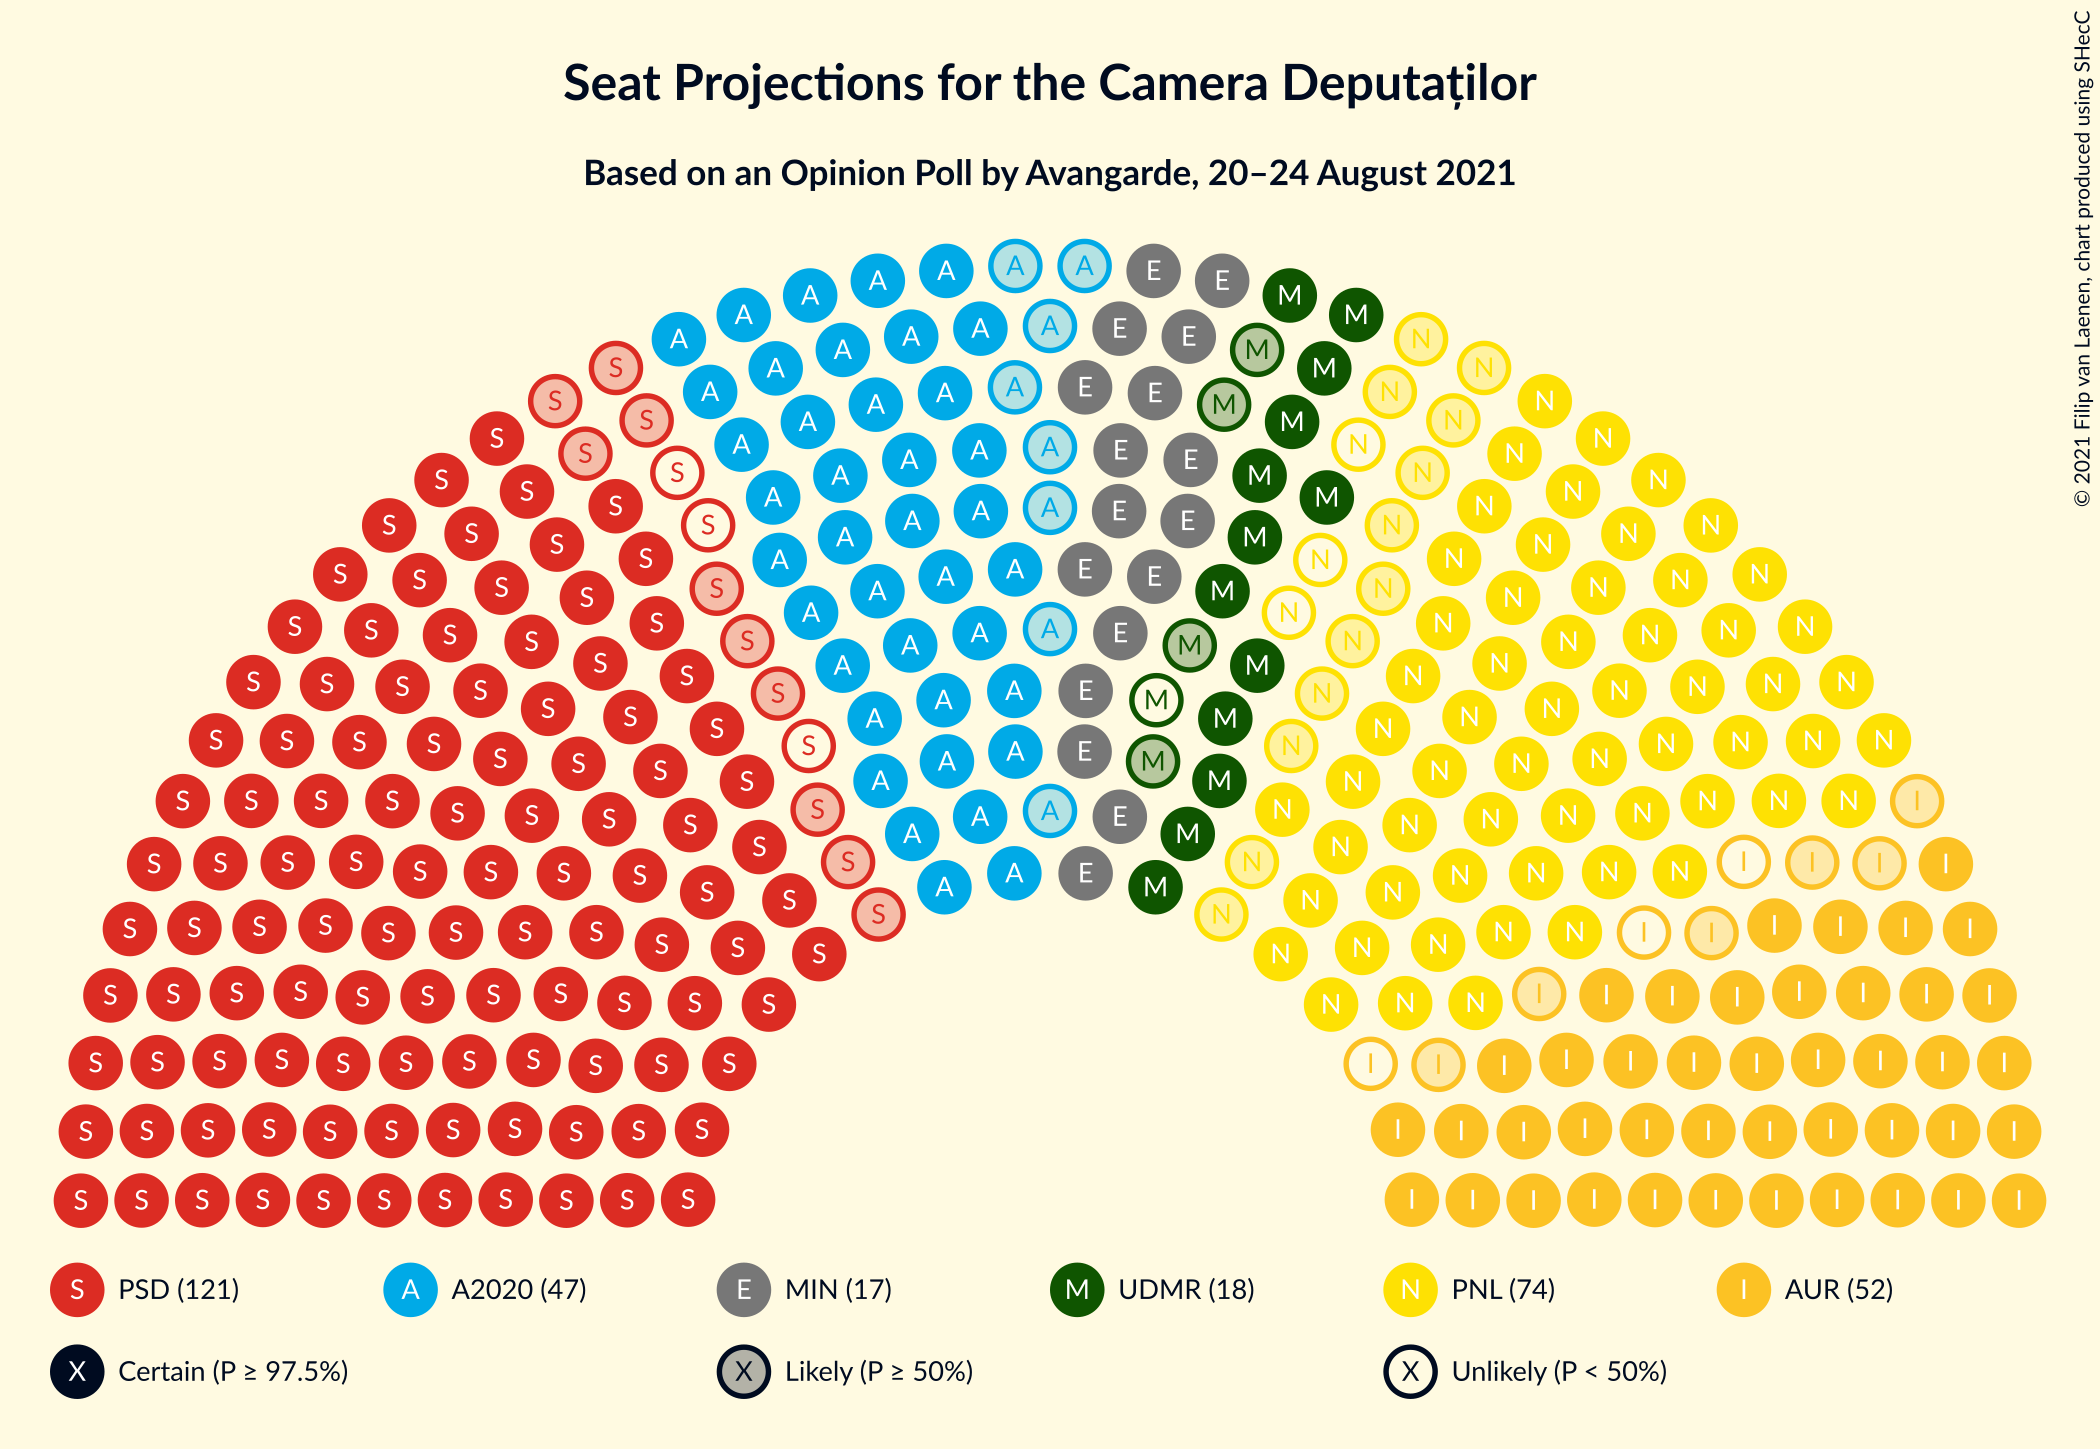 Seat Projections for the Camera Deputaților
Based on an Opinion Poll by Avangarde, 20–24 August 2021
© 2021 Filip van Laenen, chart produced using SHecC
S PSD (121) A A2020 (47) E MIN (17) M UDMR (18) N PNL (74) I AUR (52)
X Certain (P ≥ 97.5%) X Likely (P ≥ 50%) X Unlikely (P < 50%)